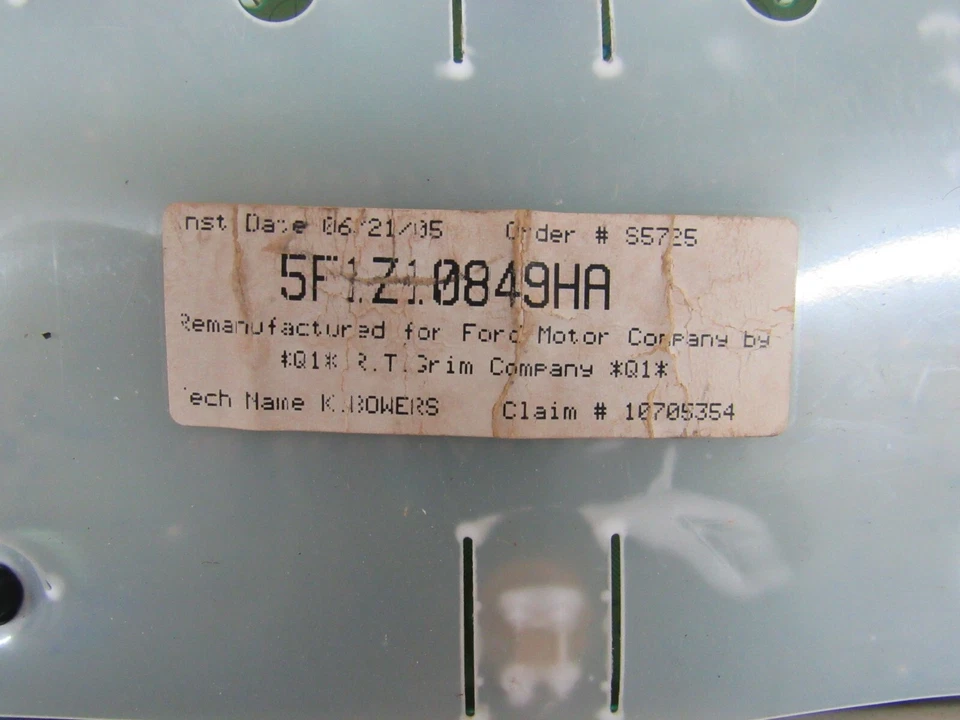 nst Date 06/21/05 Order # S5725
5F1Z10849HA
Remanufactured for Ford Motor Company by
*Q1* R.T.Grim Company *Q1*
ech Name K.BOWERS Claim # 10705354